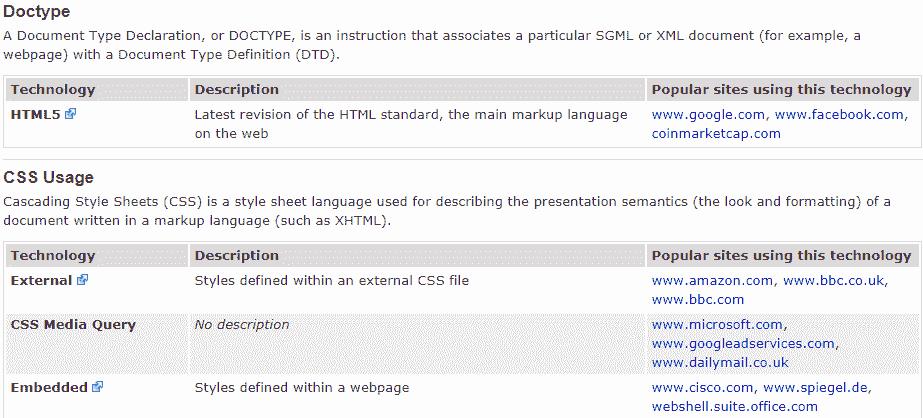 Doctype
A Document Type Declaration, or DOCTYPE, is an instruction that associates a particular SGML or XML document (for example, a
webpage) with a Document Type Definition (DTD).
Technology Description Popular sites using this technology
HTML5 Latest revision of the HTML standard, the main markup language www.google.com, www.facebook.com,
on the web coinmarketcap.com
CSS Usage
Cascading Style Sheets (CSS) is a style sheet language used for describing the presentation semantics (the look and formatting) of a
document written in a markup language (such as XHTML).
Technology Description Popular sites using this technology
External Styles defined within an external CSS file www.amazon.com, www.bbc.co.uk,
www.bbc.com
CSS Media Query No description www.microsoft.com,
www.googleadservices.com,
www.dailymail.co.uk
Embedded Styles defined within a webpage www.cisco.com, www.spiegel.de,
webshell.suite.office.com